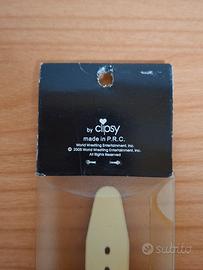 by clipsy
made in P.R.C.
World Wrestling Entertainment, Inc.
© 2005 World Wrestling Entertainment, Inc.
All Rights Reserved
subito